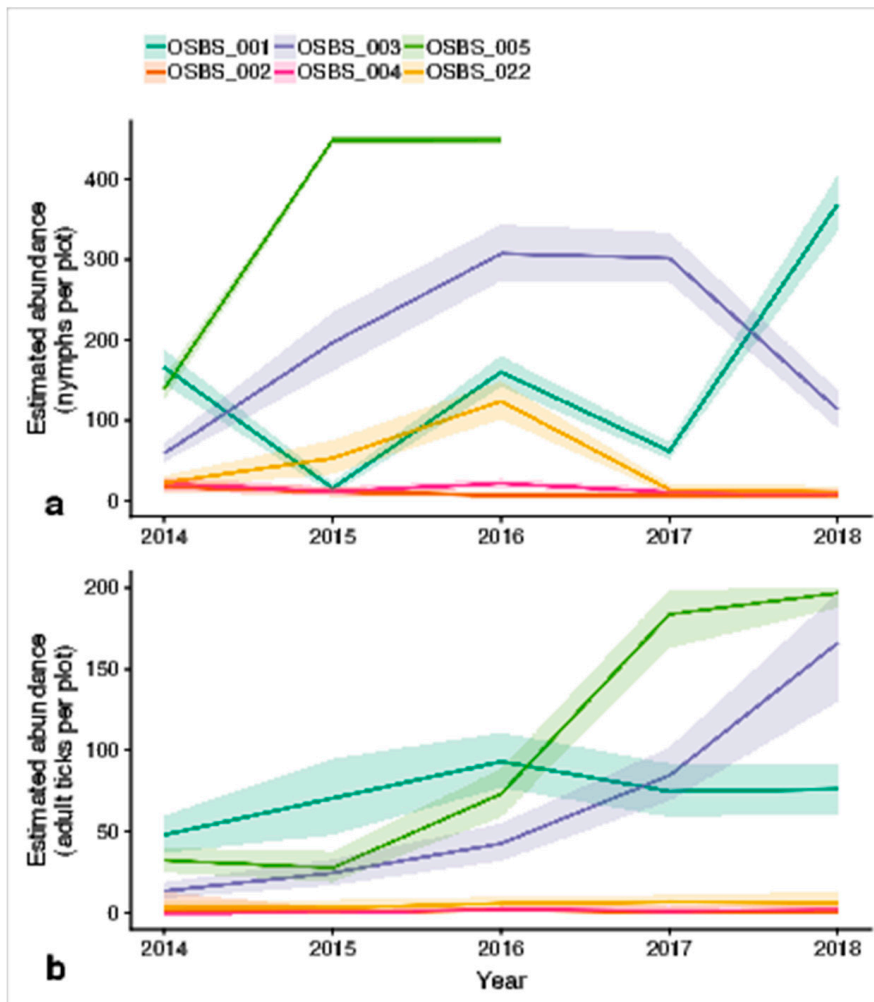 OSBS_001 OSBS_003 OSBS_005
OSBS_002 OSBS_004 OSBS_022
Estimated abundance
(nymphs per plot)
400
300
200
100
0
a
2014 2015 2016 2017 2018
Estimated abundance
(adult ticks per plot)
200
150
100
50
0
b
2014 2015 2016 2017 2018
Year